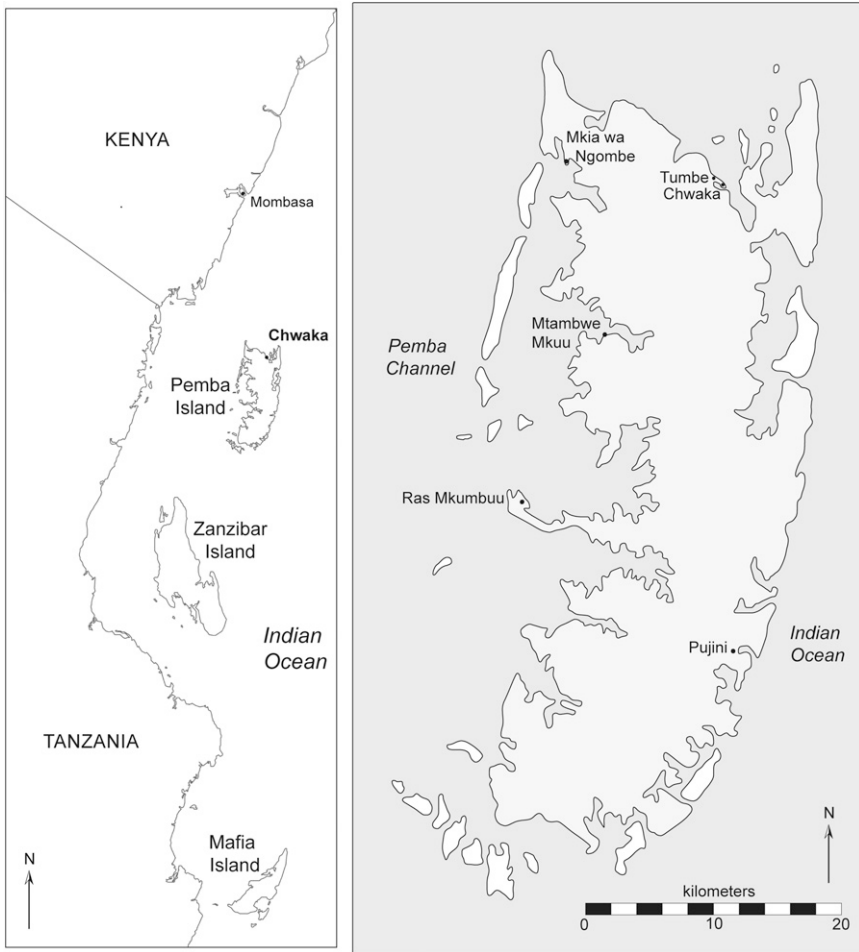 KENYA
Mombasa
Chwaka
Pemba
Island
Zanzibar
Island
Indian
Ocean
TANZANIA
Mafia
Island
N
Mkia wa
Ngombe
Tumbe
Chwaka
Mtambwe
Mkuu
Pemba
Channel
Ras Mkumbuu
Pujini
Indian
Ocean
N
kilometers
0 10 20